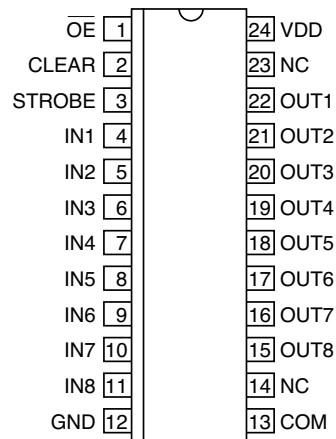 O̅E̅ 1 24 VDD
CLEAR 2 23 NC
STROBE 3 22 OUT1
IN1 4 21 OUT2
IN2 5 20 OUT3
IN3 6 19 OUT4
IN4 7 18 OUT5
IN5 8 17 OUT6
IN6 9 16 OUT7
IN7 10 15 OUT8
IN8 11 14 NC
GND 12 13 COM